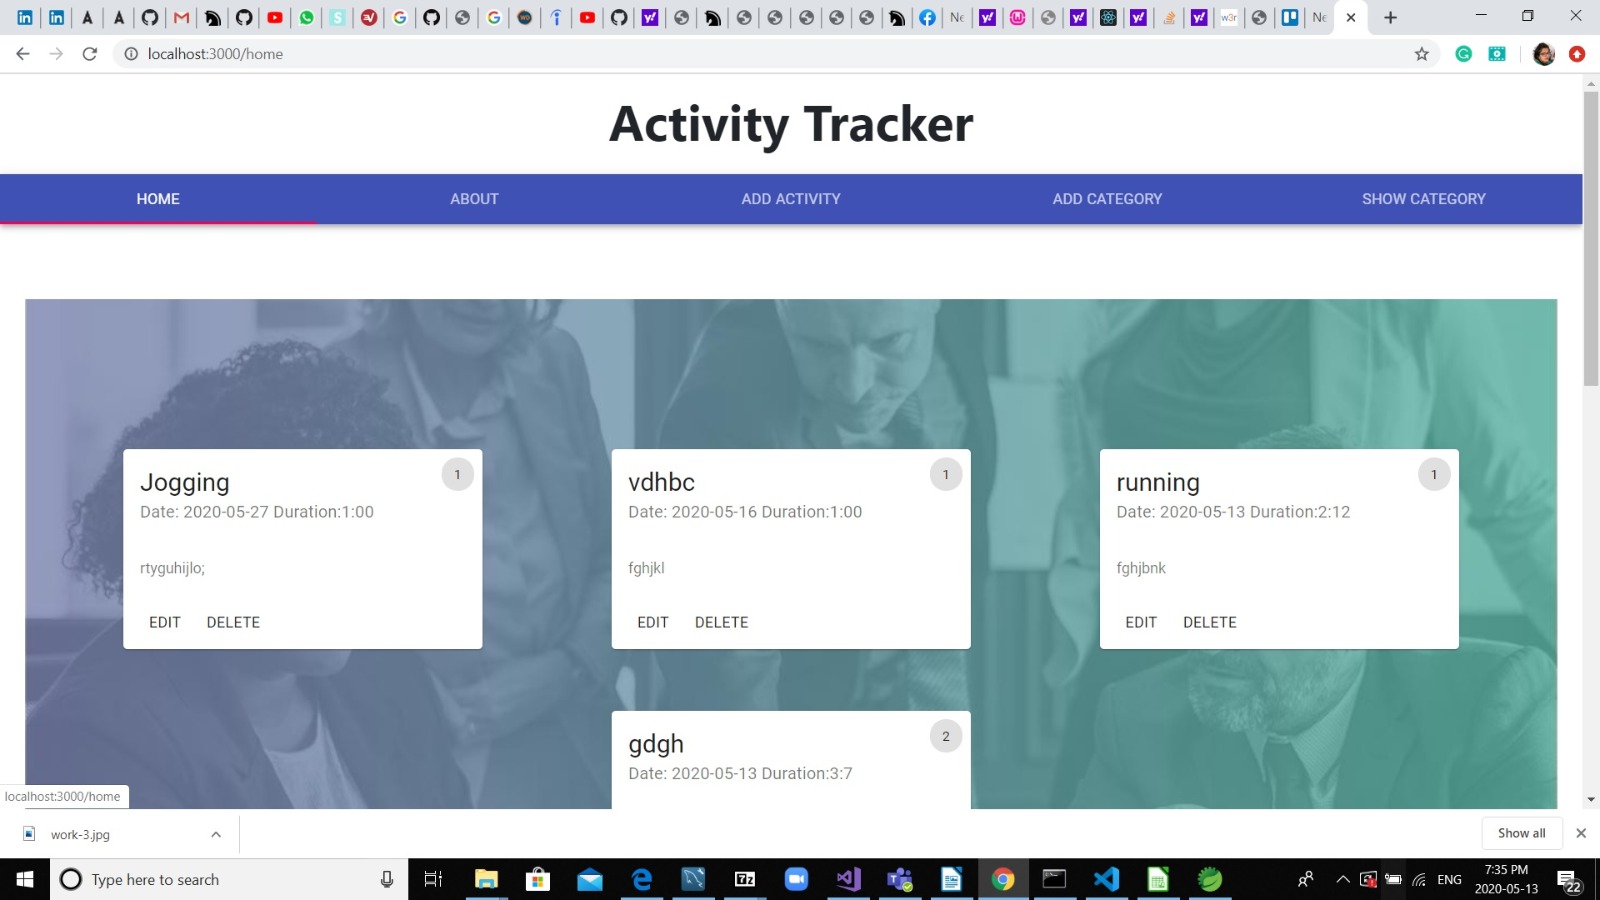 Ne
w3r
Ne
localhost:3000/home
Activity Tracker
HOME ABOUT ADD ACTIVITY ADD CATEGORY SHOW CATEGORY
Jogging 1
Date: 2020-05-27 Duration:1:00
rtyguhijlo;
EDIT DELETE
vdhbc 1
Date: 2020-05-16 Duration:1:00
fghjkl
EDIT DELETE
running 1
Date: 2020-05-13 Duration:2:12
fghjbnk
EDIT DELETE
gdgh 2
Date: 2020-05-13 Duration:3:7
localhost:3000/home
work-3.jpg
Show all
Type here to search
ENG
7:35 PM
2020-05-13
22